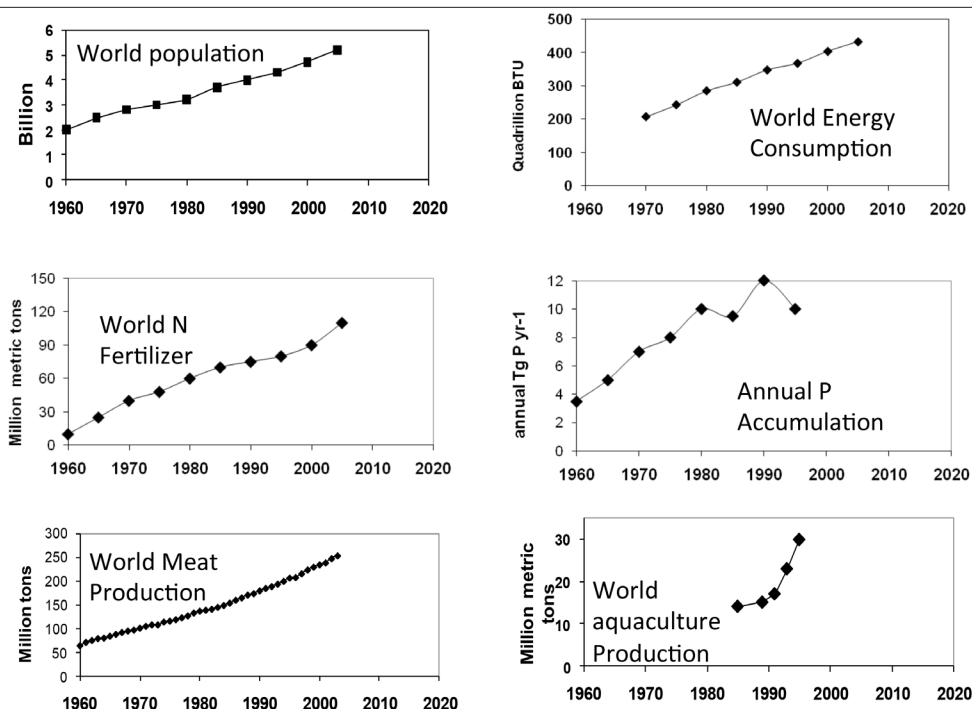 World population
Billion
6
5
4
3
2
1
0
1960 1970 1980 1990 2000 2010 2020
World Energy
Consumption
Quadrillion BTU
500
400
300
200
100
0
1960 1970 1980 1990 2000 2010 2020
World N
Fertilizer
Million metric tons
150
120
90
60
30
0
1960 1970 1980 1990 2000 2010 2020
Annual P
Accumulation
annual Tg P yr-1
12
10
8
6
4
2
0
1960 1970 1980 1990 2000 2010 2020
World Meat
Production
Million tons
300
250
200
150
100
50
0
1960 1970 1980 1990 2000 2010 2020
World
aquaculture
Production
Million metric
tons
30
20
10
0
1960 1970 1980 1990 2000 2010 2020